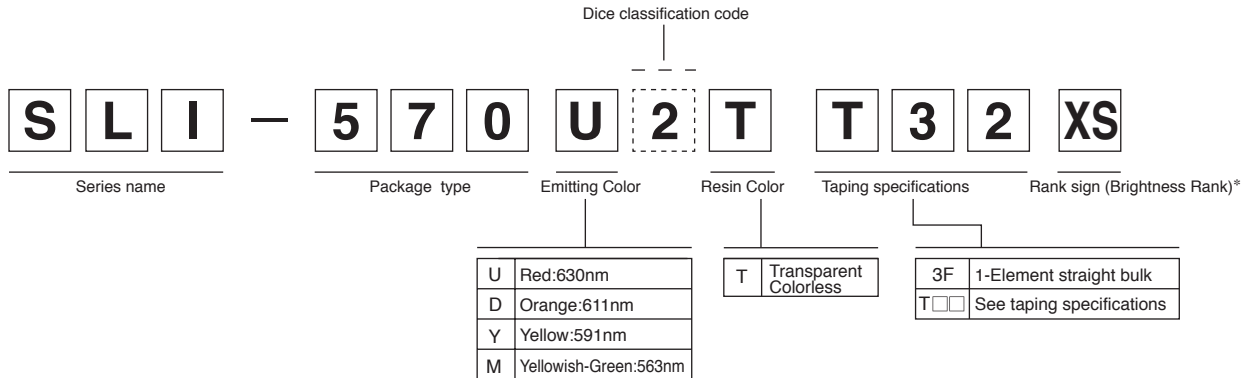 Dice classification code
S L I — 5 7 0 U 2 T T 3 2 XS
Series name Package type Emitting Color Resin Color Taping specifications Rank sign (Brightness Rank)*
U Red:630nm
D Orange:611nm
Y Yellow:591nm
M Yellowish-Green:563nm
T Transparent
Colorless
3F 1-Element straight bulk
T□□ See taping specifications